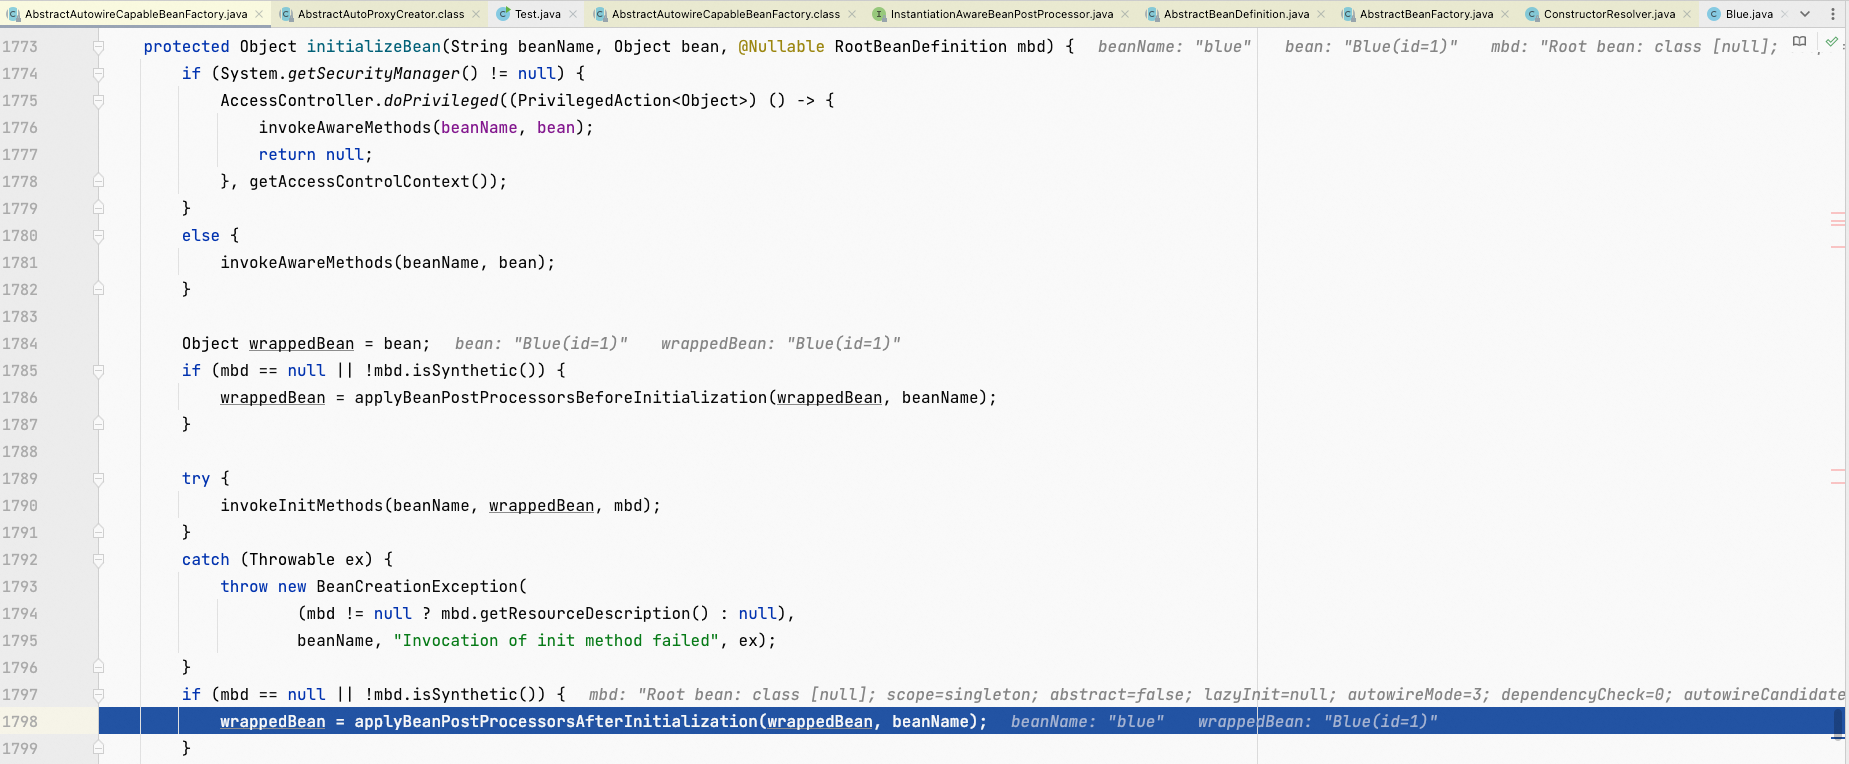 AbstractAutowireCapableBeanFactory.java AbstractAutoProxyCreator.class Test.java AbstractAutowireCapableBeanFactory.class InstantiationAwareBeanPostProcessor.java AbstractBeanDefinition.java AbstractBeanFactory.java ConstructorResolver.java Blue.java
1773 protected Object initializeBean(String beanName, Object bean, @Nullable RootBeanDefinition mbd) { beanName: "blue" bean: "Blue(id=1)" mbd: "Root bean: class [null];
1774 if (System.getSecurityManager() != null) {
1775 AccessController.doPrivileged((PrivilegedAction<Object>) () -> {
1776 invokeAwareMethods(beanName, bean);
1777 return null;
1778 }, getAccessControlContext());
1779 }
1780 else {
1781 invokeAwareMethods(beanName, bean);
1782 }
1783
1784 Object wrappedBean = bean; bean: "Blue(id=1)" wrappedBean: "Blue(id=1)"
1785 if (mbd == null || !mbd.isSynthetic()) {
1786 wrappedBean = applyBeanPostProcessorsBeforeInitialization(wrappedBean, beanName);
1787 }
1788
1789 try {
1790 invokeInitMethods(beanName, wrappedBean, mbd);
1791 }
1792 catch (Throwable ex) {
1793 throw new BeanCreationException(
1794 (mbd != null ? mbd.getResourceDescription() : null),
1795 beanName, "Invocation of init method failed", ex);
1796 }
1797 if (mbd == null || !mbd.isSynthetic()) { mbd: "Root bean: class [null]; scope=singleton; abstract=false; lazyInit=null; autowireMode=3; dependencyCheck=0; autowireCandidate
1798 wrappedBean = applyBeanPostProcessorsAfterInitialization(wrappedBean, beanName); beanName: "blue" wrappedBean: "Blue(id=1)"
1799 }